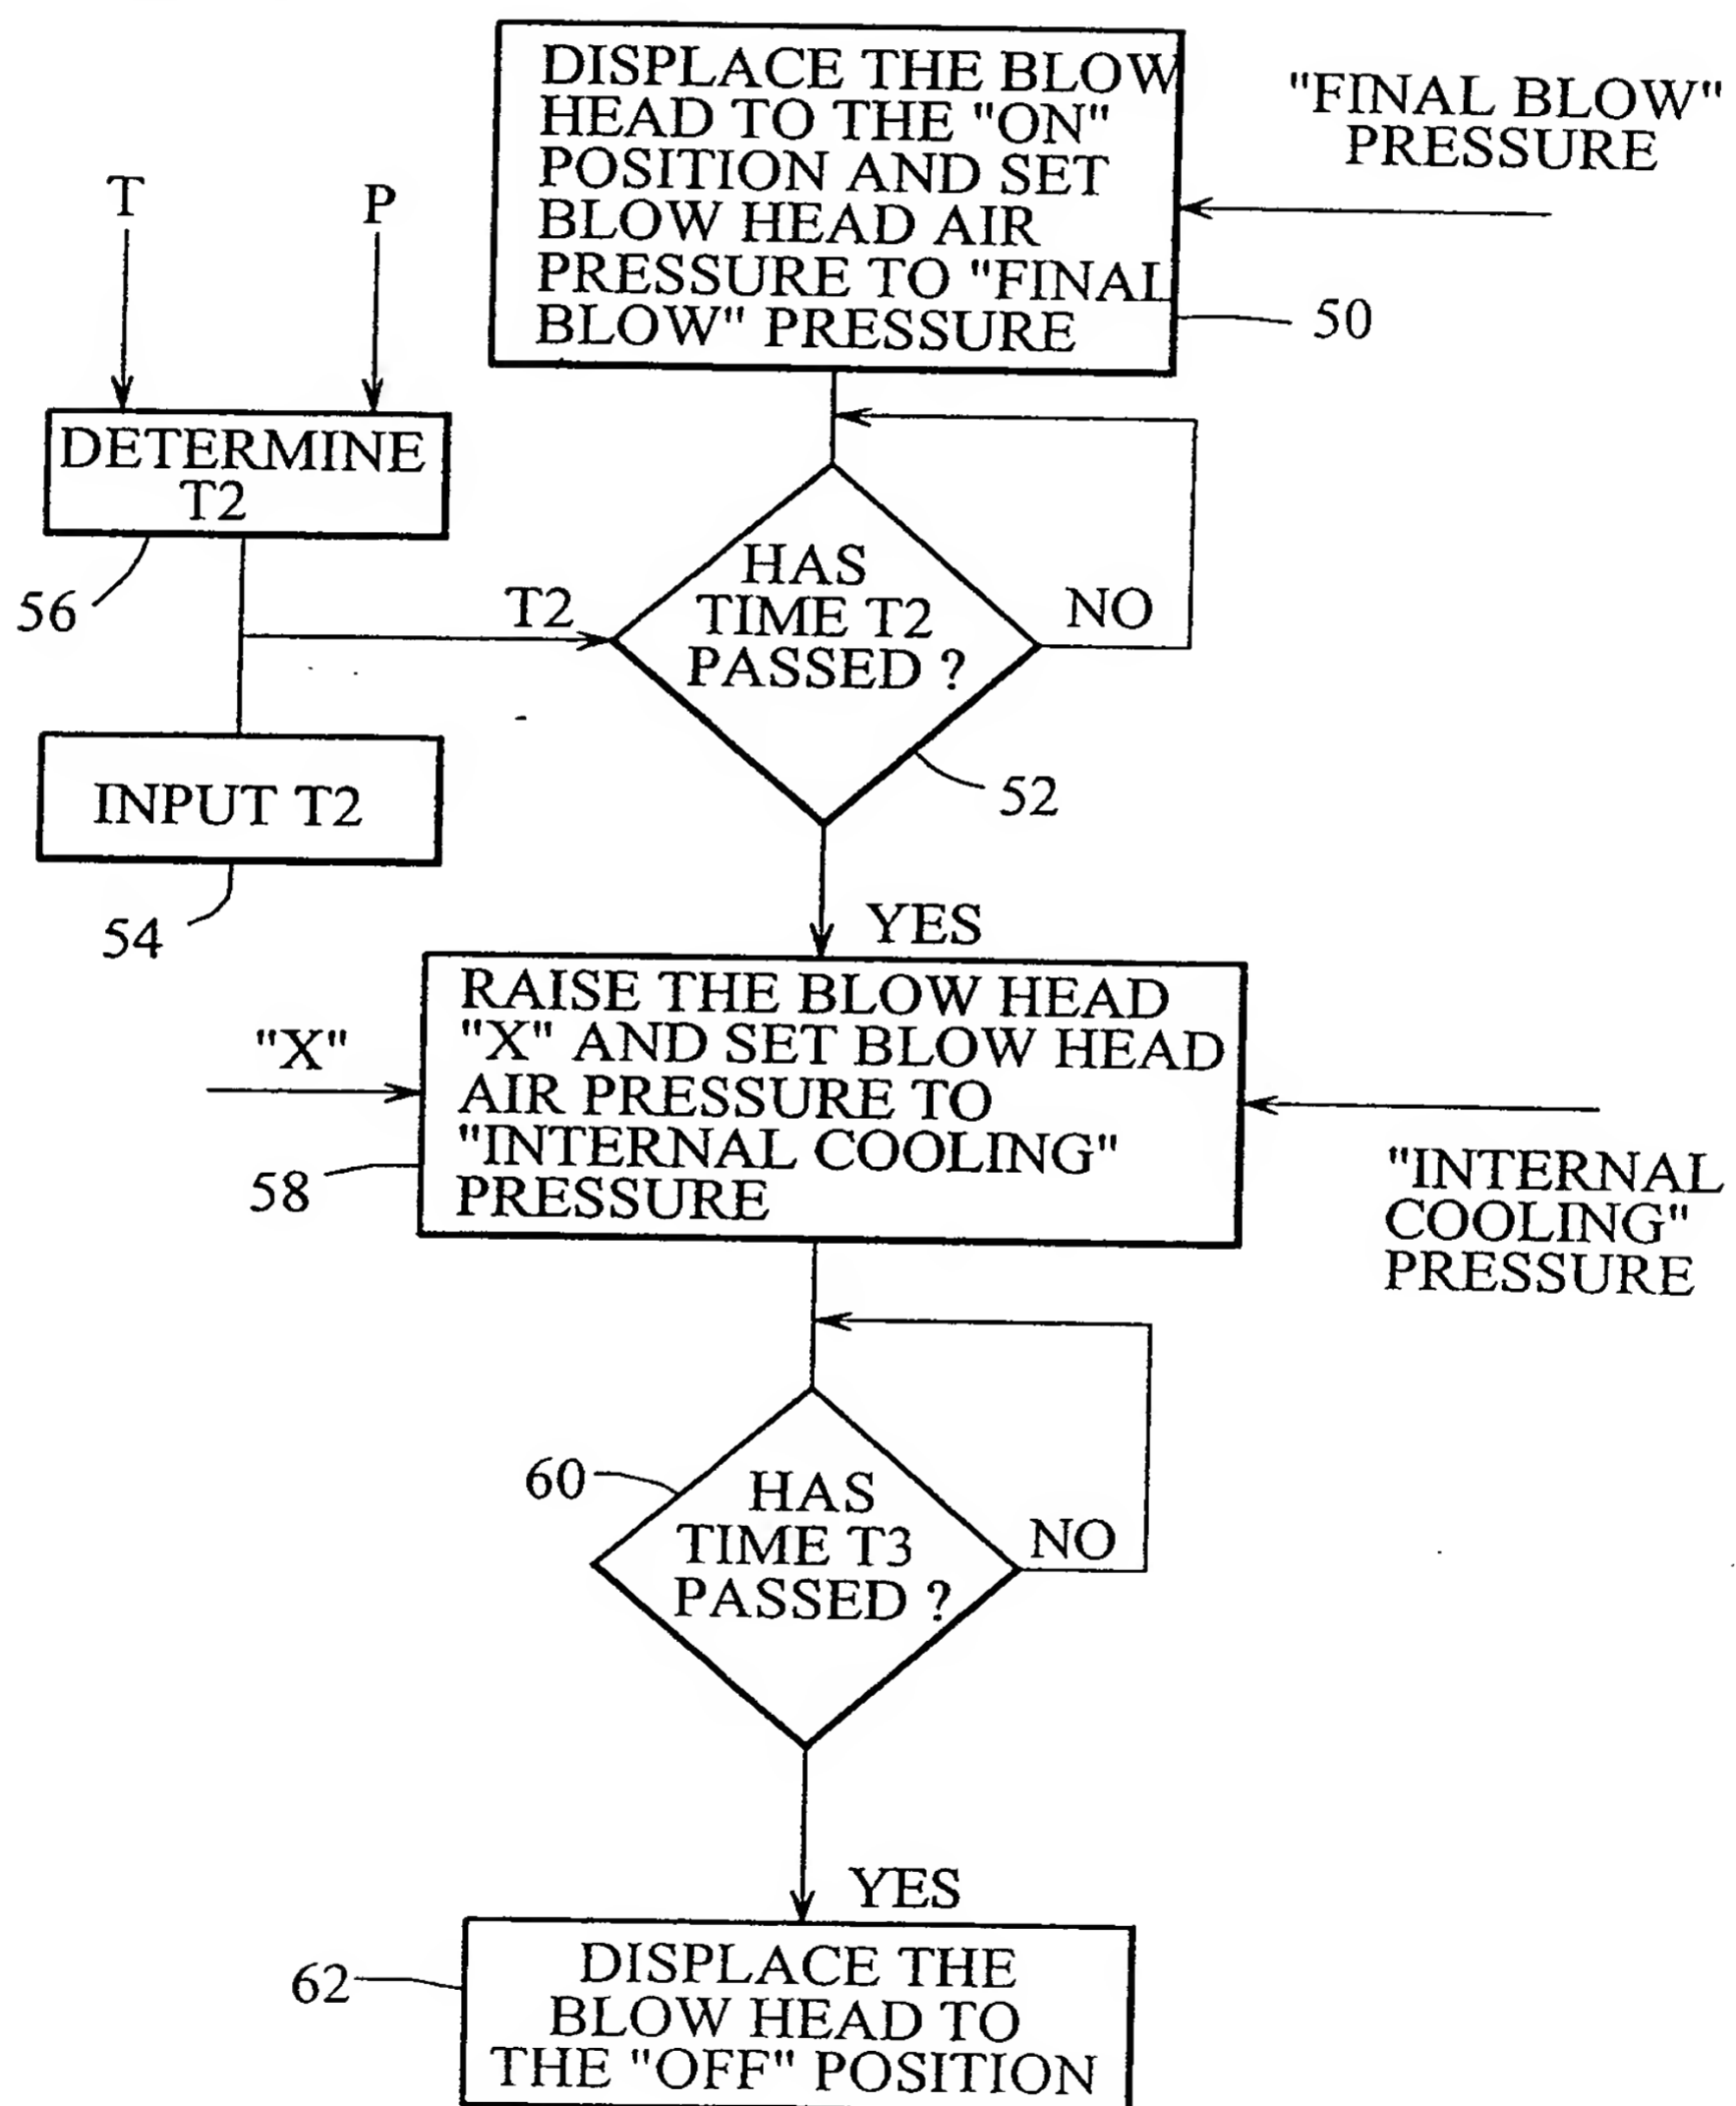 DISPLACE THE BLOW
HEAD TO THE "ON"
POSITION AND SET
BLOW HEAD AIR
PRESSURE TO "FINAL
BLOW" PRESSURE
"FINAL BLOW"
PRESSURE
50
T
P
DETERMINE
T2
56
T2
HAS
TIME T2
PASSED ?
NO
52
INPUT T2
54
YES
RAISE THE BLOW HEAD
"X" AND SET BLOW HEAD
AIR PRESSURE TO
"INTERNAL COOLING"
PRESSURE
"X"
58
"INTERNAL
COOLING"
PRESSURE
60
HAS
TIME T3
PASSED ?
NO
YES
62
DISPLACE THE
BLOW HEAD TO
THE "OFF" POSITION